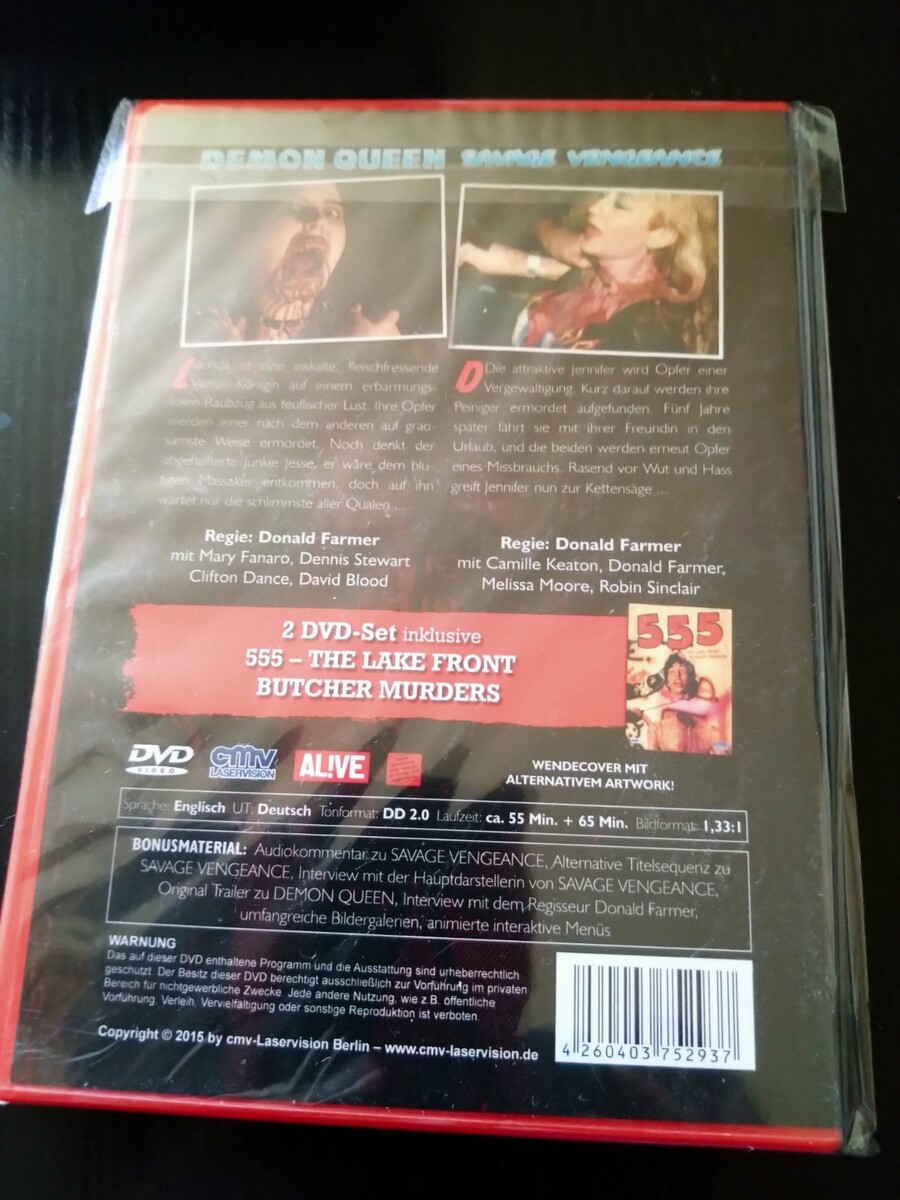 DEMON QUEEN
SAVAGE VENGEANCE
Lucinda ist eine eiskalte, fleischfressende
Vampir-Königin auf einem erbarmungs-
losen Raubzug aus teuflischer Lust. Ihre Opfer
werden einer nach dem anderen auf grau-
samste Weise ermordet. Noch denkt der
abgehalfterte Junkie Jesse, er wäre dem blu-
tigen Massaker entkommen, doch auf ihn
wartet nur die schlimmste aller Qualen ...
D Die attraktive Jennifer wird Opfer einer
Vergewaltigung. Kurz darauf werden ihre
Peiniger ermordet aufgefunden. Fünf Jahre
später fährt sie mit ihrer Freundin in den
Urlaub, und die beiden werden erneut Opfer
eines Missbrauchs. Rasend vor Wut und Hass
greift Jennifer nun zur Kettensäge ...
Regie: Donald Farmer
mit Mary Fanaro, Dennis Stewart
Clifton Dance, David Blood
Regie: Donald Farmer
mit Camille Keaton, Donald Farmer,
Melissa Moore, Robin Sinclair
2 DVD-Set inklusive
555 – THE LAKE FRONT
BUTCHER MURDERS
555
DVD
VIDEO
cmv
LASERVISION
AL!VE
WENDECOVER MIT
ALTERNATIVEM ARTWORK!
Sprache: Englisch UT: Deutsch Tonformat: DD 2.0 Laufzeit: ca. 55 Min. + 65 Min. Bildformat: 1,33:1
BONUSMATERIAL: Audiokommentar zu SAVAGE VENGEANCE, Alternative Titelsequenz zu
SAVAGE VENGEANCE, Interview mit der Hauptdarstellerin von SAVAGE VENGEANCE,
Original Trailer zu DEMON QUEEN, Interview mit dem Regisseur Donald Farmer,
umfangreiche Bildergalerien, animierte interaktive Menüs
WARNUNG
Das auf dieser DVD enthaltene Programm und die Ausstattung sind urheberrechtlich
geschützt. Der Besitz dieser DVD berechtigt ausschließlich zur Vorführung im privaten
Bereich für nichtgewerbliche Zwecke. Jede andere Nutzung, wie z.B. öffentliche
Vorführung, Verleih, Vervielfältigung oder sonstige Reproduktion ist verboten.
Copyright © 2015 by cmv-Laservision Berlin – www.cmv-laservision.de
4 260403 752937